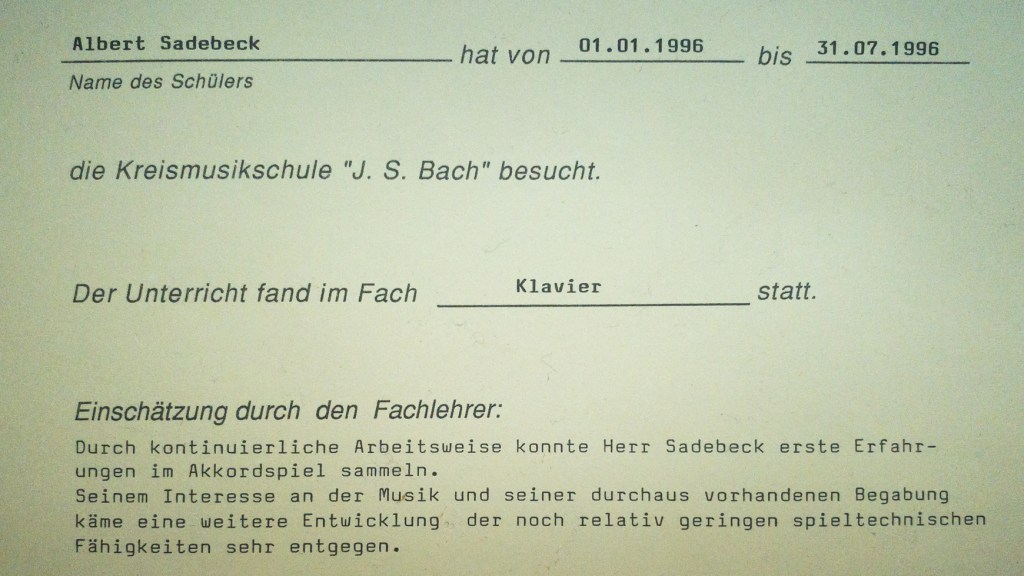 Albert Sadebeck hat von 01.01.1996 bis 31.07.1996
Name des Schülers
die Kreismusikschule "J. S. Bach" besucht.
Der Unterricht fand im Fach Klavier statt.
Einschätzung durch den Fachlehrer:
Durch kontinuierliche Arbeitsweise konnte Herr Sadebeck erste Erfahr-
ungen im Akkordspiel sammeln.
Seinem Interesse an der Musik und seiner durchaus vorhandenen Begabung
käme eine weitere Entwicklung der noch relativ geringen spieltechnischen
Fähigkeiten sehr entgegen.